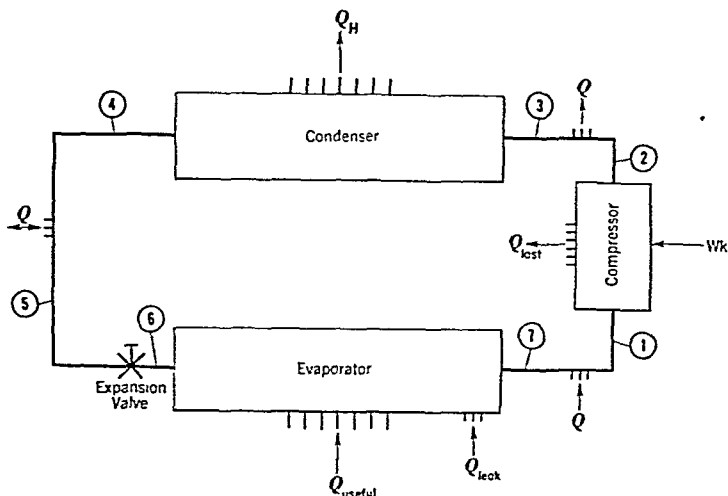 Q_H
4
3
Q
Condenser
2
Q
Q_lost
Compressor
Wk
5
6
7
1
Expansion
Valve
Evaporator
Q
Q_leak
Q_useful